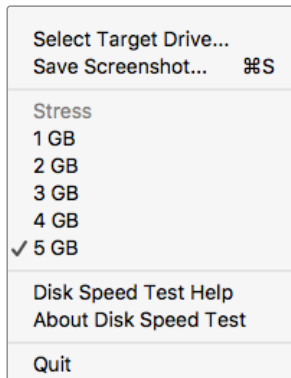 Select Target Drive...
Save Screenshot... ⌘S
Stress
1 GB
2 GB
3 GB
4 GB
✓ 5 GB
Disk Speed Test Help
About Disk Speed Test
Quit